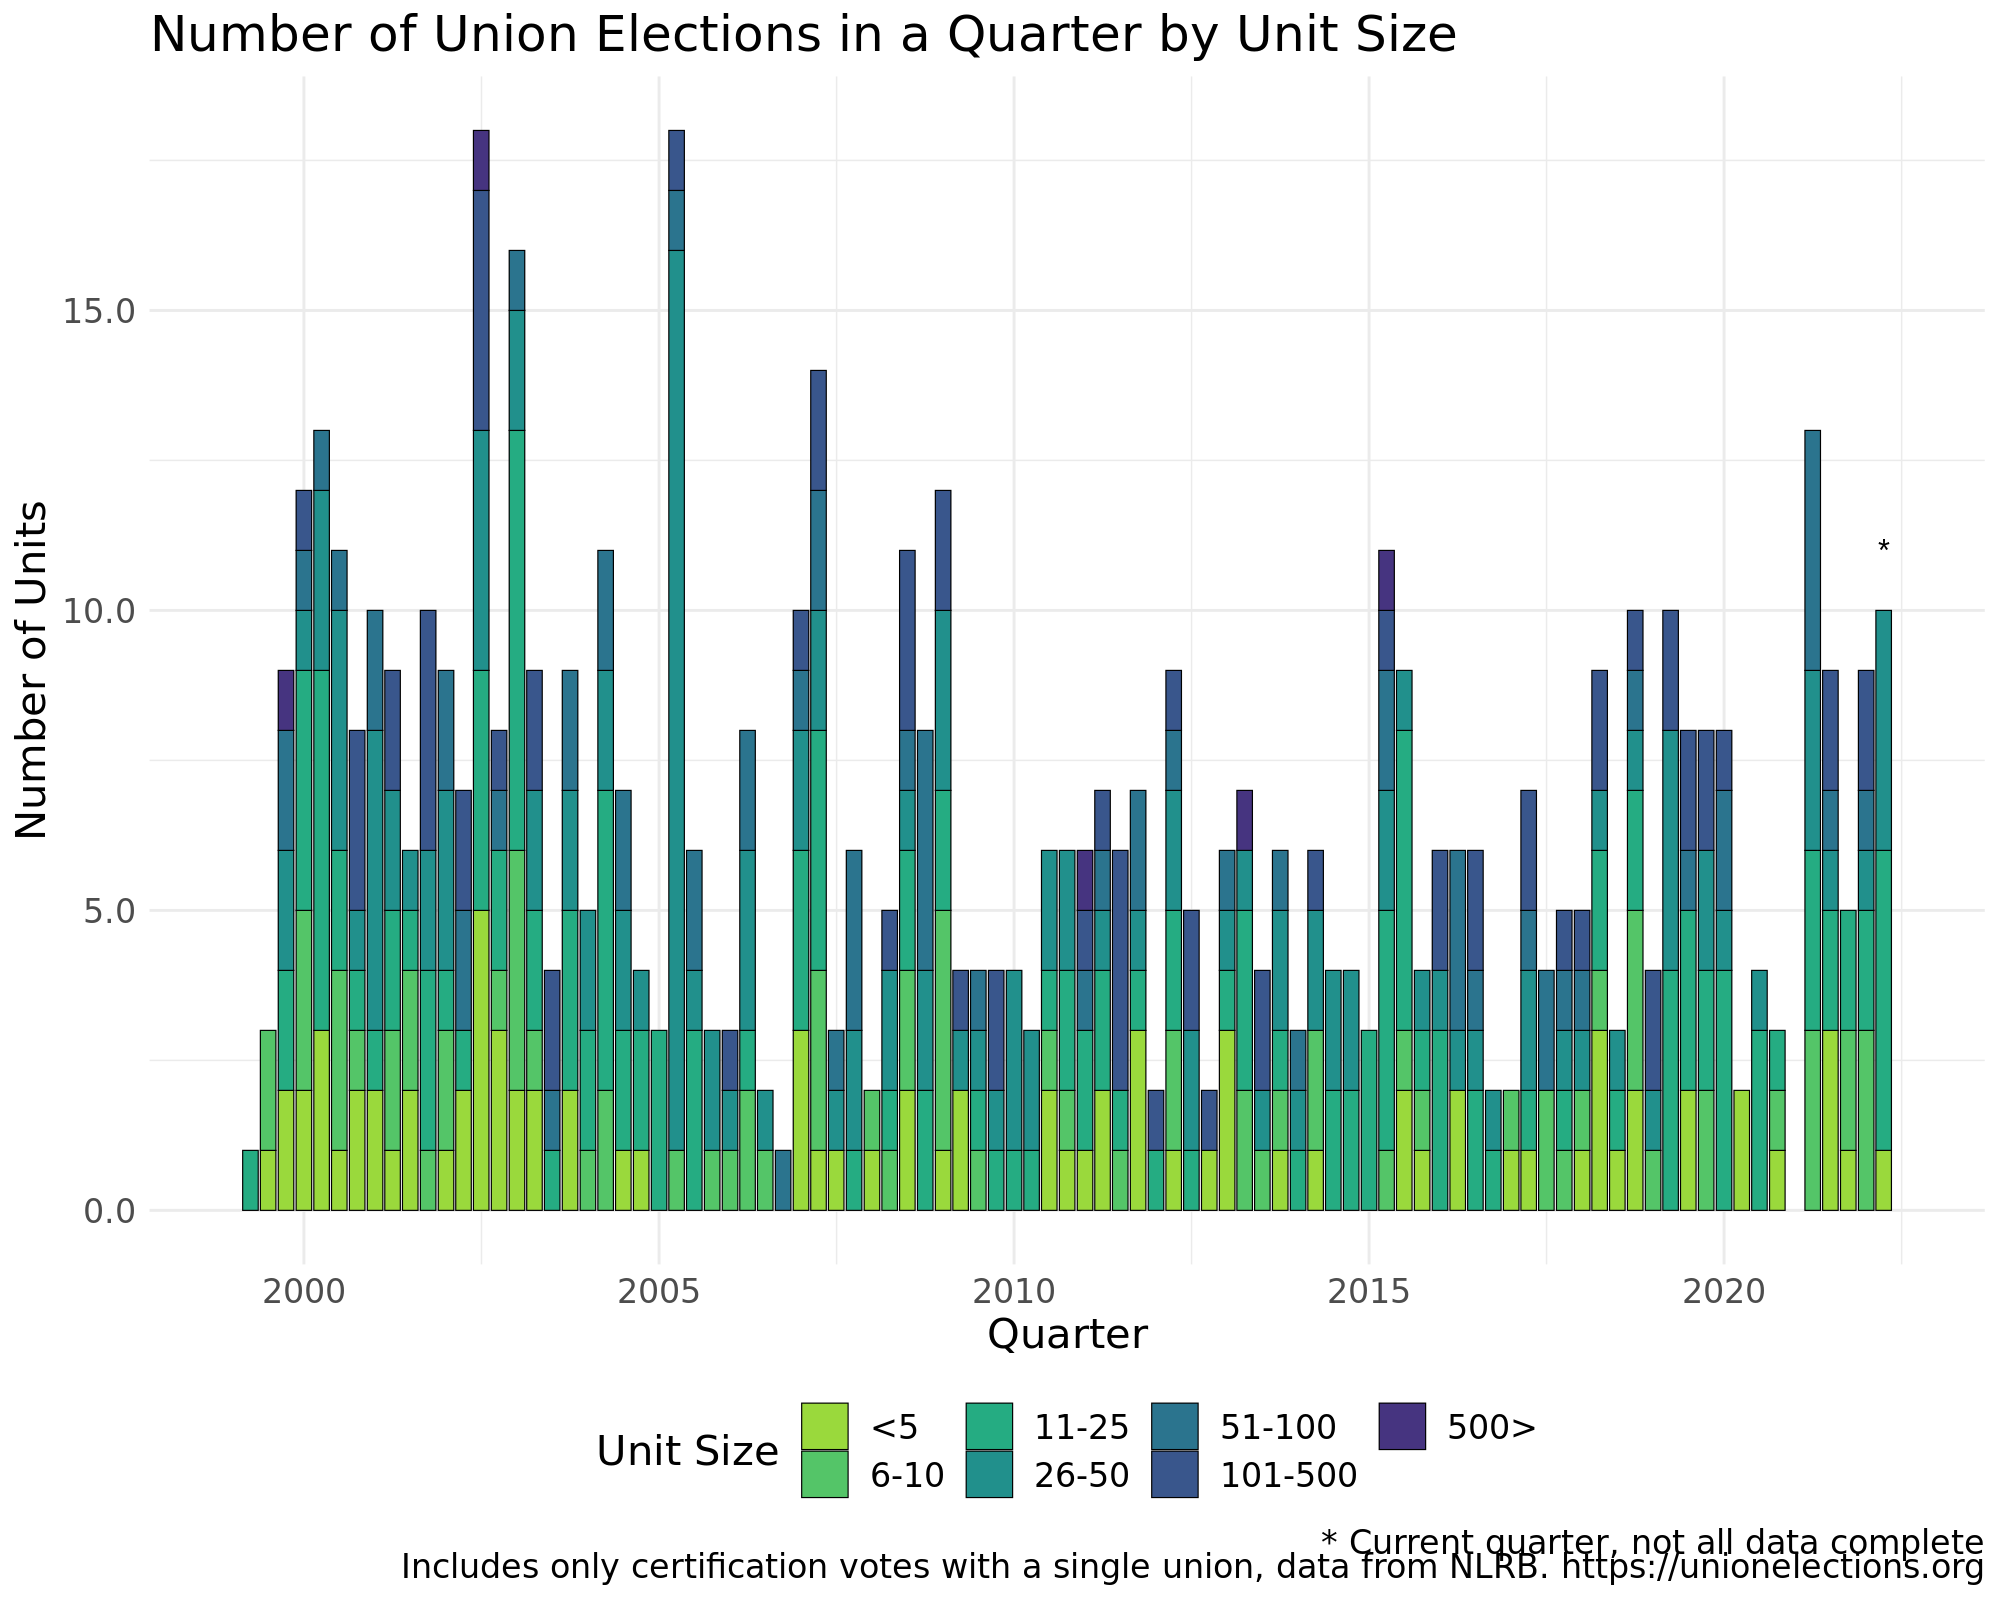 Number of Union Elections in a Quarter by Unit Size
Number of Units
15.0
10.0
5.0
0.0
*
2000 2005 2010 2015 2020
Quarter
Unit Size
<5 11-25 51-100 500>
6-10 26-50 101-500
* Current quarter, not all data complete
Includes only certification votes with a single union, data from NLRB. https://unionelections.org